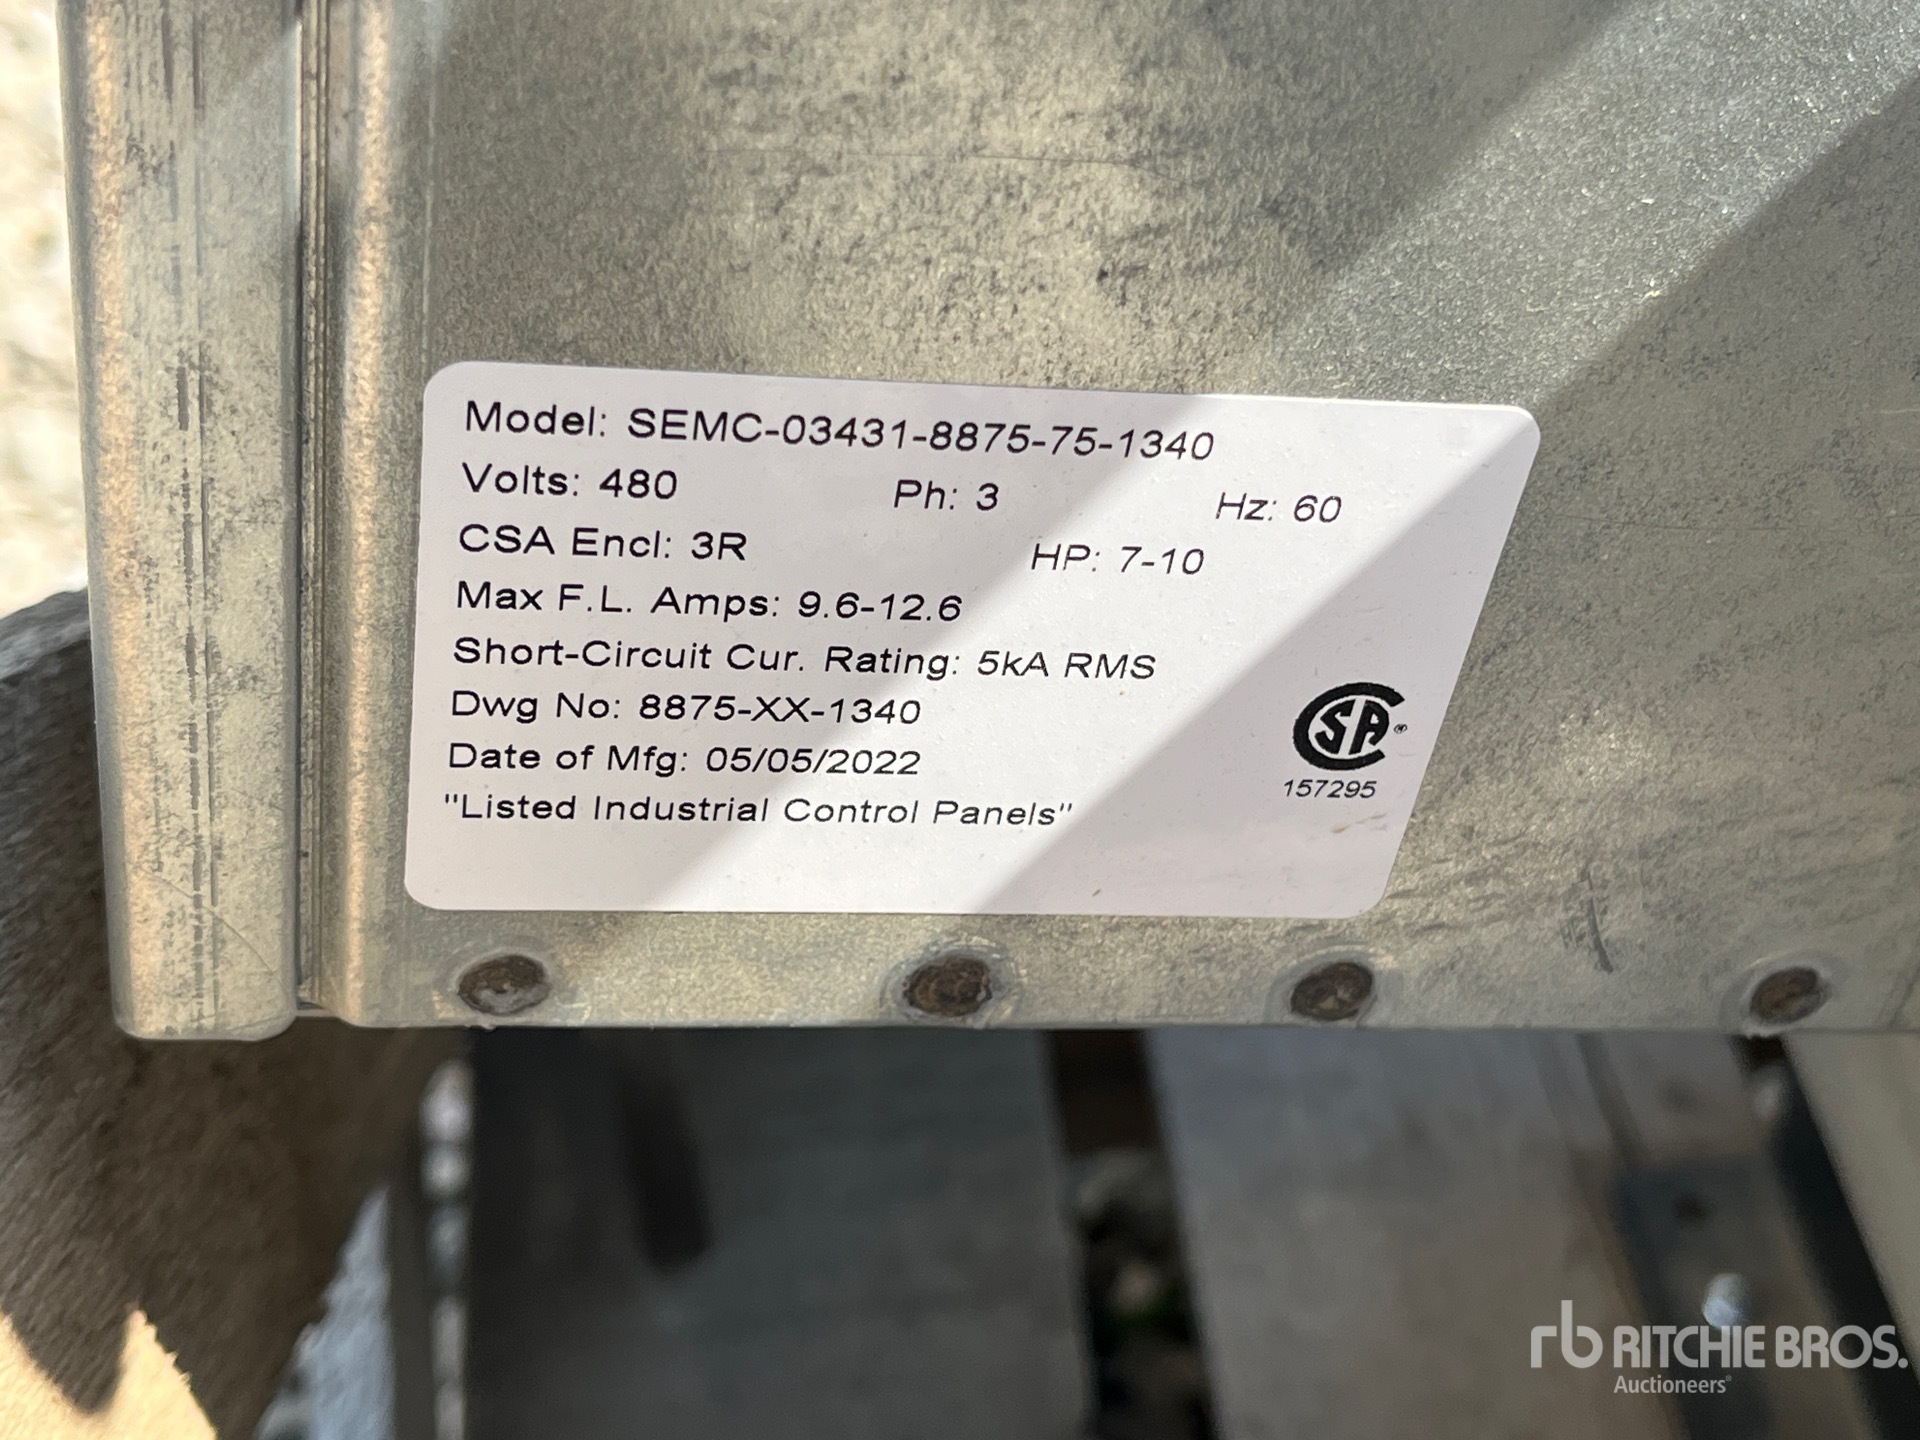 Model: SEMC-03431-8875-75-1340
Volts: 480 Ph: 3 Hz: 60
CSA Encl: 3R HP: 7-10
Max F.L. Amps: 9.6-12.6
Short-Circuit Cur. Rating: 5kA RMS
Dwg No: 8875-XX-1340
Date of Mfg: 05/05/2022
"Listed Industrial Control Panels"
CSA®
157295
rb RITCHIE BROS.
Auctioneers®